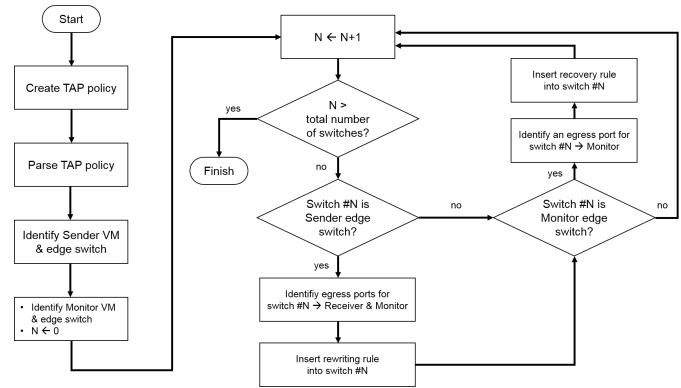 Start
Create TAP policy
Parse TAP policy
Identify Sender VM
& edge switch
• Identify Monitor VM
& edge switch
• N ← 0
N ← N+1
N >
total number
of switches?
yes
Finish
no
Switch #N is
Sender edge
switch?
no
yes
Identifiy egress ports for
switch #N → Receiver & Monitor
Insert rewriting rule
into switch #N
Switch #N is
Monitor edge
switch?
no
yes
Identify an egress port for
switch #N → Monitor
Insert recovery rule
into switch #N